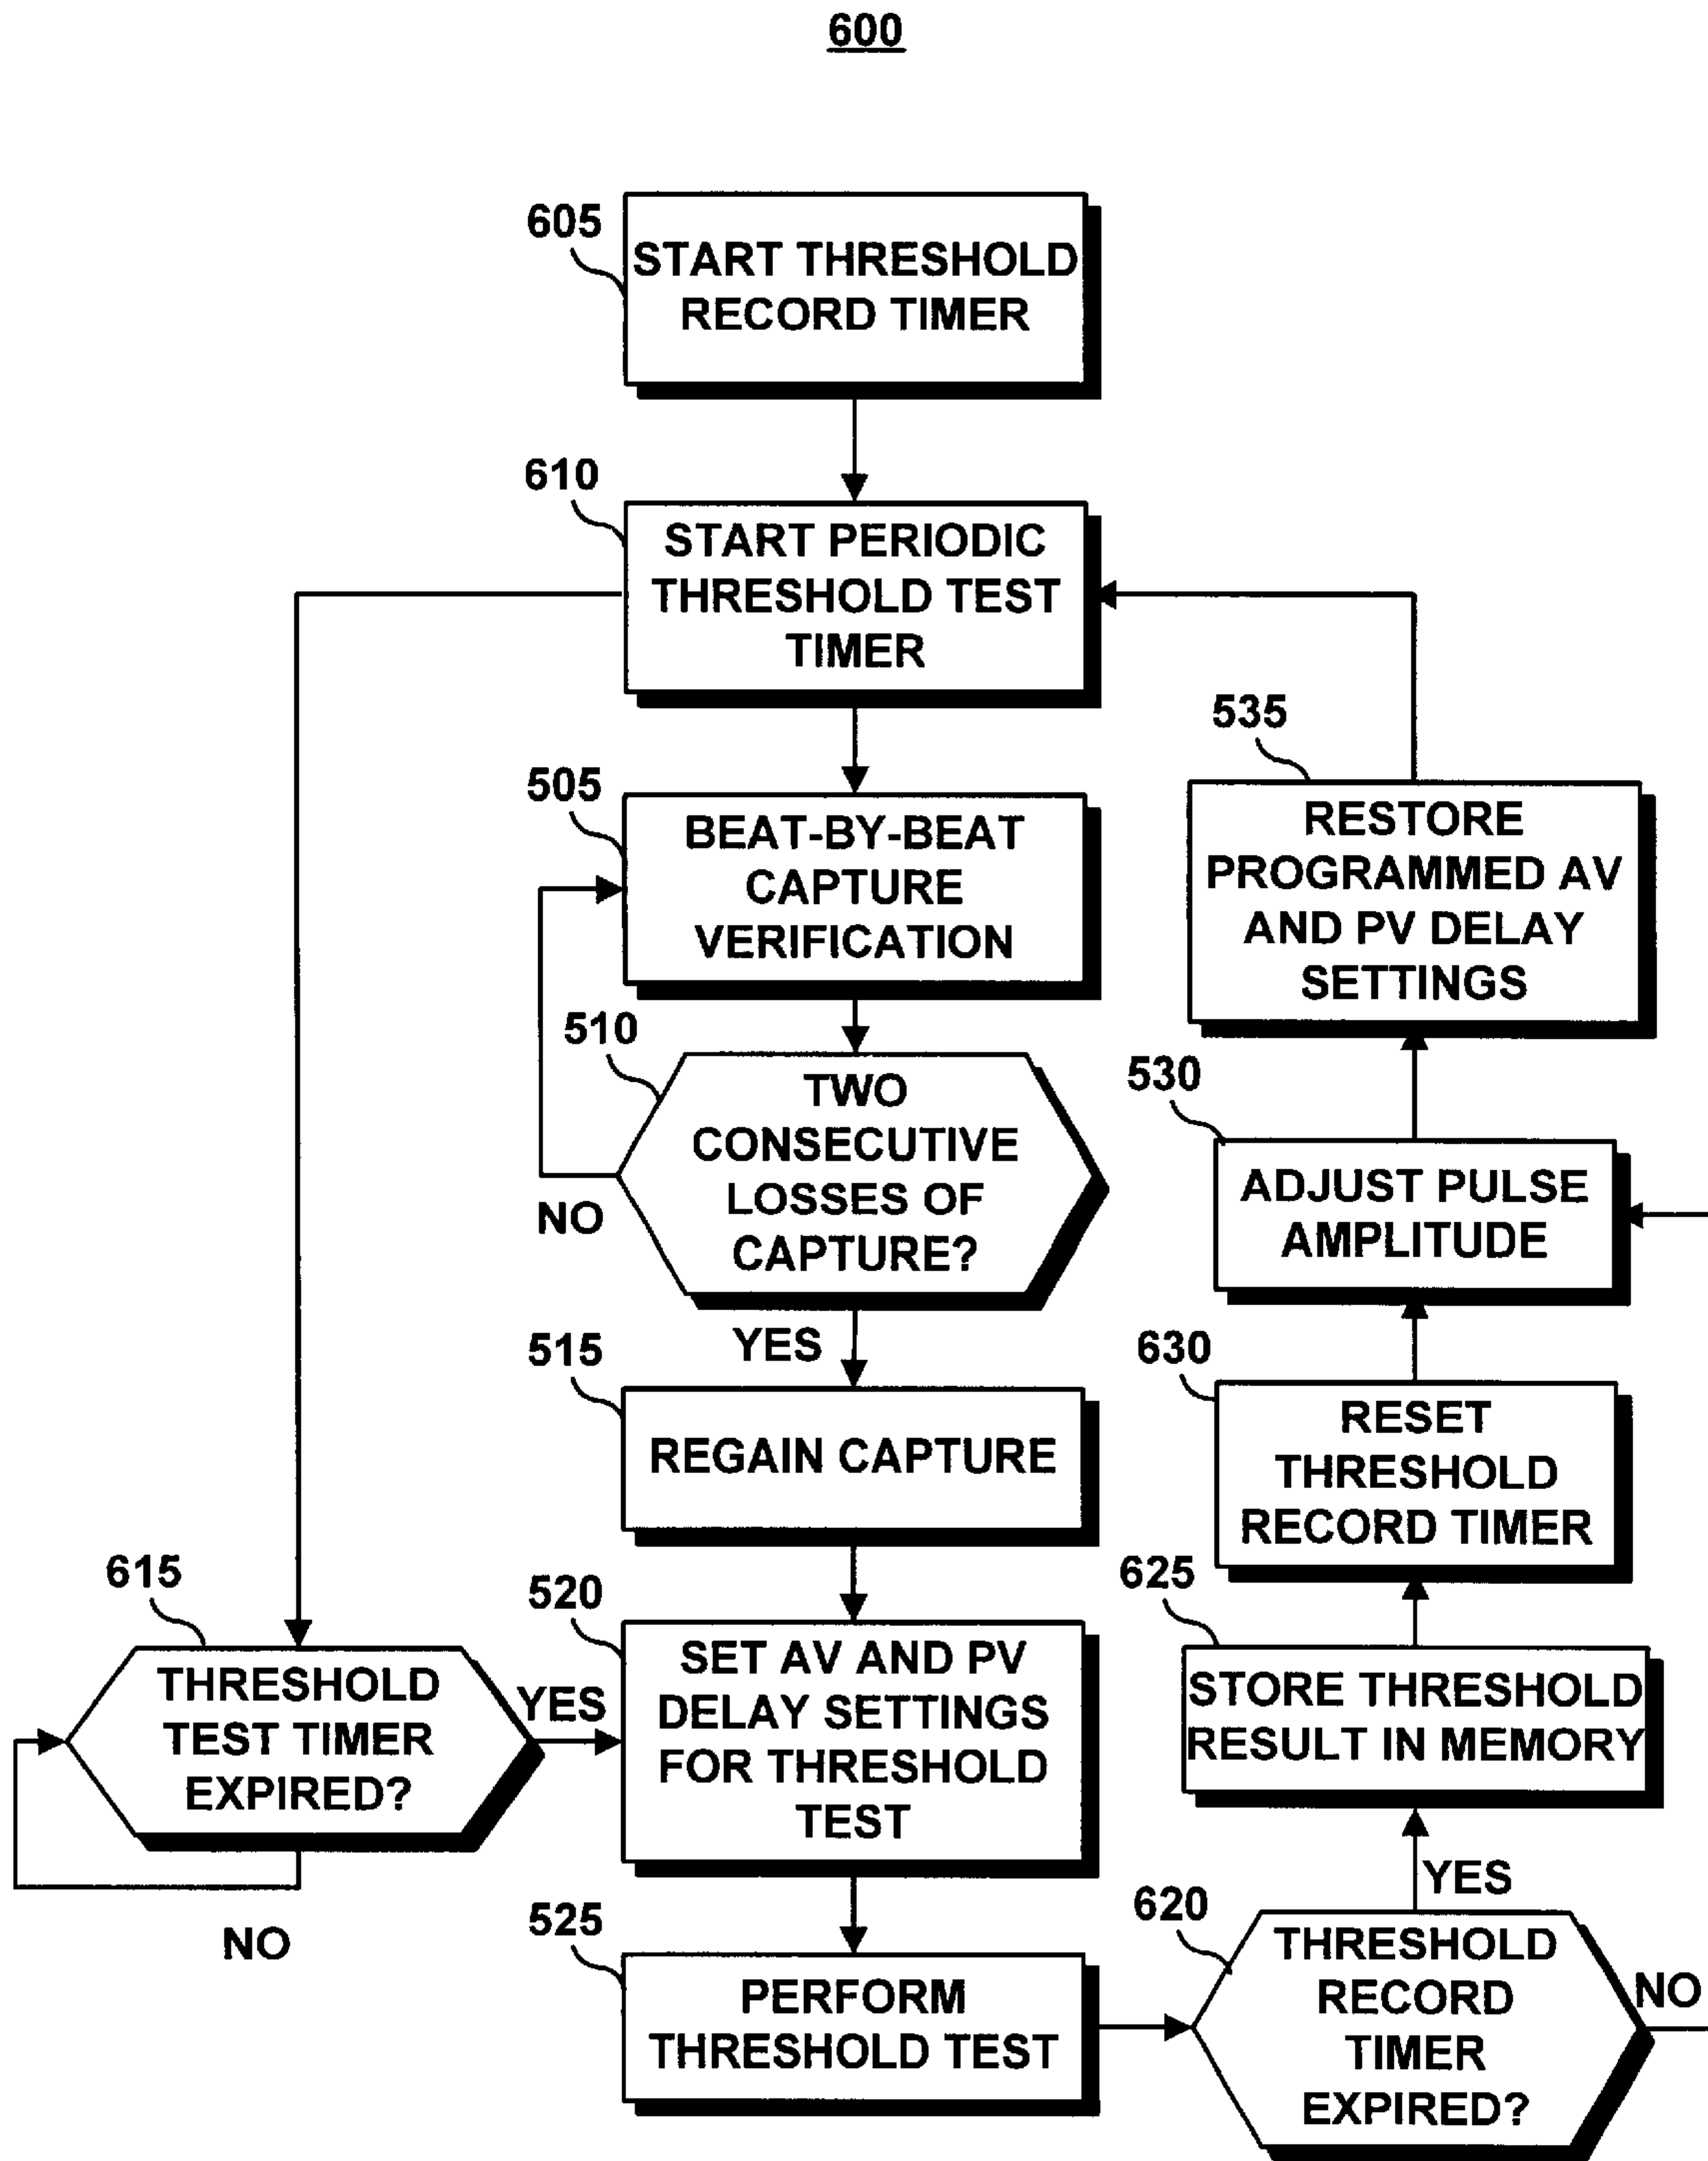 600
605
START THRESHOLD
RECORD TIMER
610
START PERIODIC
THRESHOLD TEST
TIMER
505
BEAT-BY-BEAT
CAPTURE
VERIFICATION
510
TWO
CONSECUTIVE
LOSSES OF
CAPTURE?
NO
YES
515
REGAIN CAPTURE
615
THRESHOLD
TEST TIMER
EXPIRED?
YES
NO
520
SET AV AND PV
DELAY SETTINGS
FOR THRESHOLD
TEST
525
PERFORM
THRESHOLD TEST
620
THRESHOLD
RECORD
TIMER
EXPIRED?
NO
YES
625
STORE THRESHOLD
RESULT IN MEMORY
630
RESET
THRESHOLD
RECORD TIMER
530
ADJUST PULSE
AMPLITUDE
535
RESTORE
PROGRAMMED AV
AND PV DELAY
SETTINGS